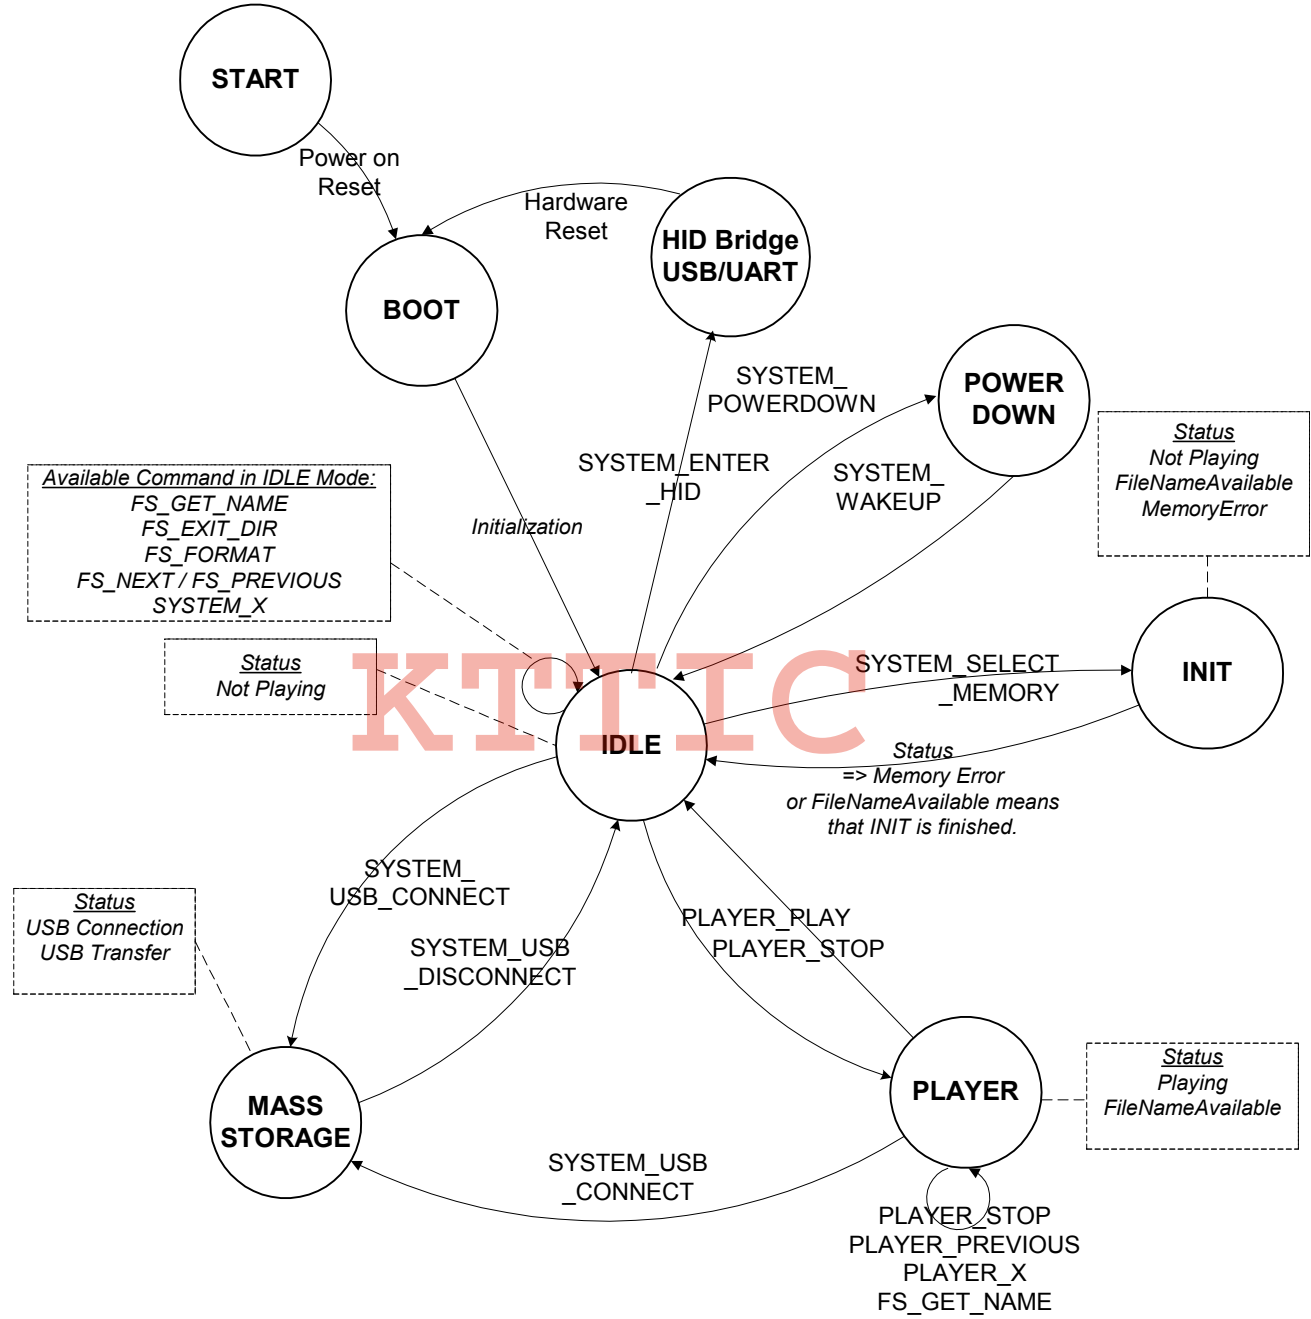 START
Power on
Reset
Hardware
Reset
HID Bridge
USB/UART
BOOT
SYSTEM_
POWERDOWN
POWER
DOWN
Status
Not Playing
FileNameAvailable
MemoryError
SYSTEM_ENTER
_HID
SYSTEM_
WAKEUP
Available Command in IDLE Mode:
FS_GET_NAME
FS_EXIT_DIR
FS_FORMAT
FS_NEXT / FS_PREVIOUS
SYSTEM_X
Initialization
Status
Not Playing
KTTIC
SYSTEM_SELECT
_MEMORY
INIT
IDLE
Status
=> Memory Error
or FileNameAvailable means
that INIT is finished.
SYSTEM_
USB_CONNECT
Status
USB Connection
USB Transfer
SYSTEM_USB
_DISCONNECT
PLAYER_PLAY
PLAYER_STOP
MASS
STORAGE
PLAYER
Status
Playing
FileNameAvailable
SYSTEM_USB
_CONNECT
PLAYER_STOP
PLAYER_PREVIOUS
PLAYER_X
FS_GET_NAME